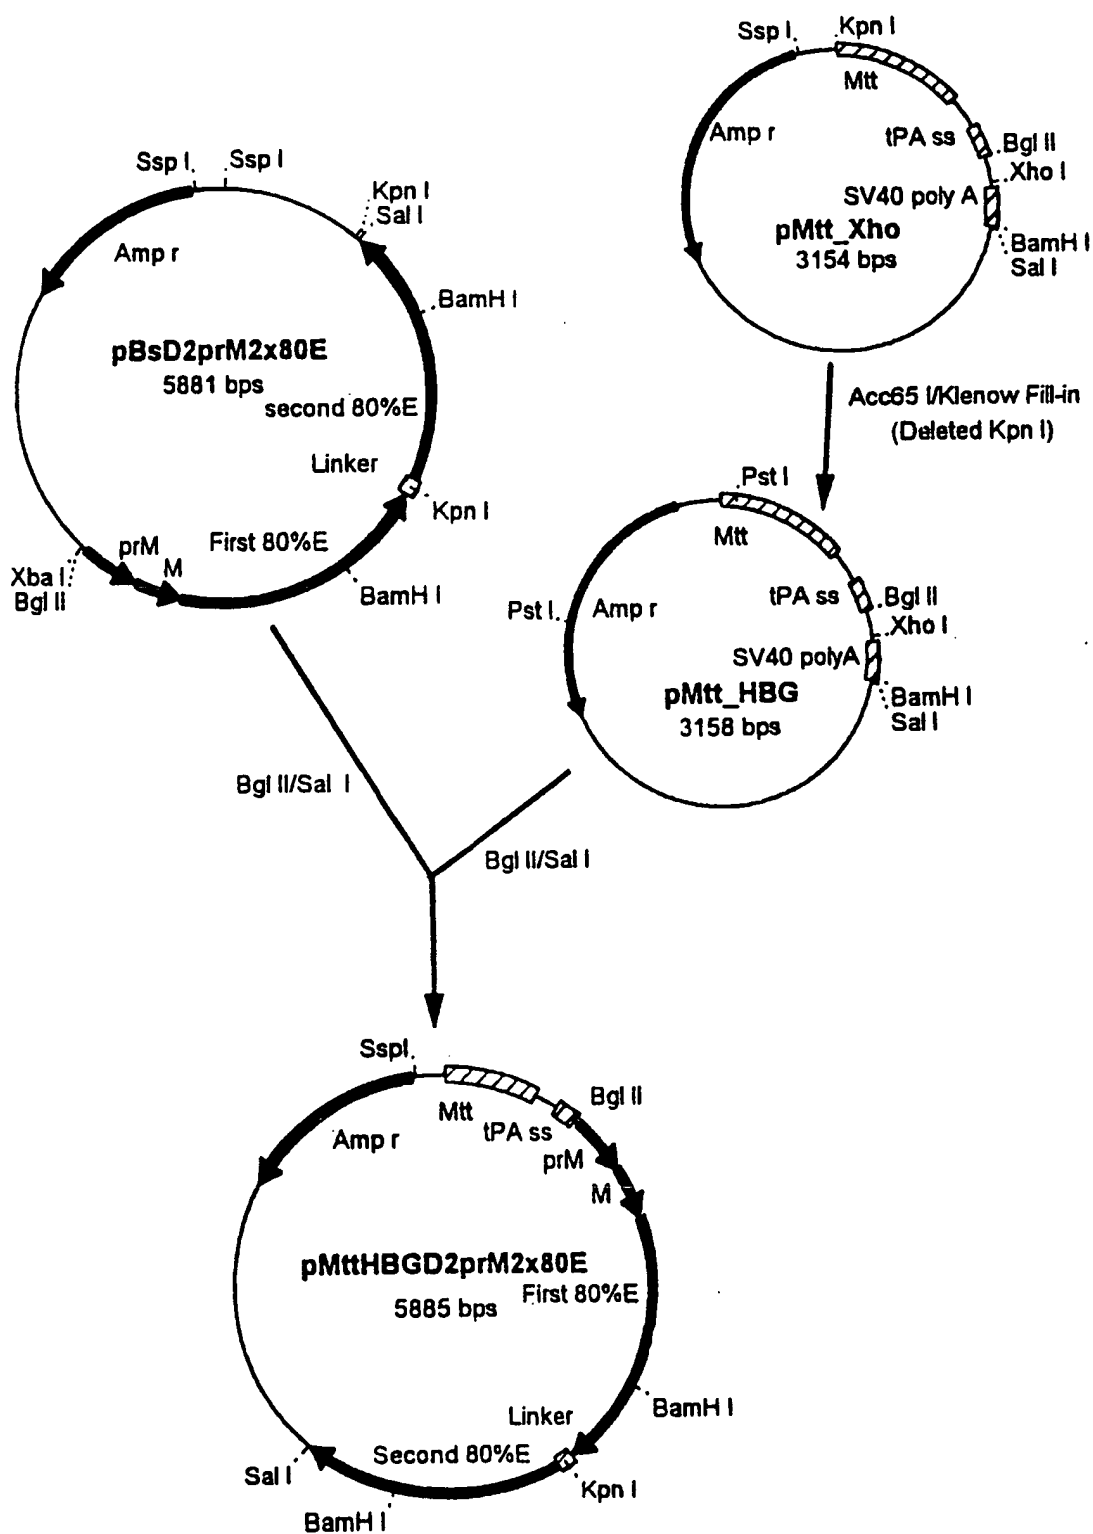 Ssp I
Kpn I
Mtt
Amp r
tPA ss
Bgl II
Xho I
SV40 poly A
pMtt_Xho
3154 bps
BamH I
Sal I
Ssp I
Ssp I
Kpn I
Sal I
Amp r
BamH I
pBsD2prM2x80E
5881 bps
second 80%E
Linker
Kpn I
First 80%E
prM
M
Xba I
Bgl II
BamH I
Acc65 I/Klenow Fill-in
(Deleted Kpn I)
Pst I
Mtt
Pst I
Amp r
tPA ss
Bgl II
Xho I
SV40 polyA
pMtt_HBG
3158 bps
BamH I
Sal I
Bgl II/Sal I
Bgl II/Sal I
SspI
Mtt
tPA ss
Bgl II
Amp r
prM
M
pMttHBGD2prM2x80E
5885 bps
First 80%E
BamH I
Linker
Second 80%E
Kpn I
Sal I
BamH I